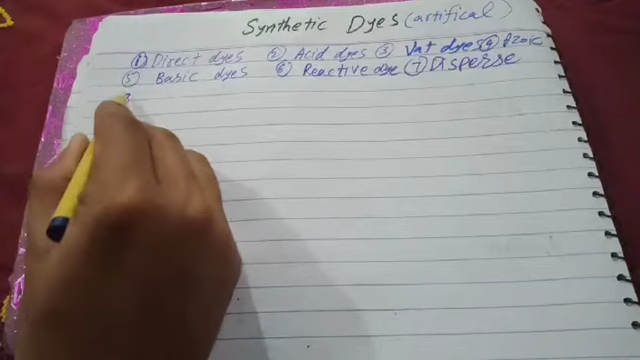 Synthetic Dyes (artifical)
① Direct dyes ② Acid dyes ③ Vat dyes ④ Azoic
⑤ Basic dyes ⑥ Reactive dye ⑦ Disperse